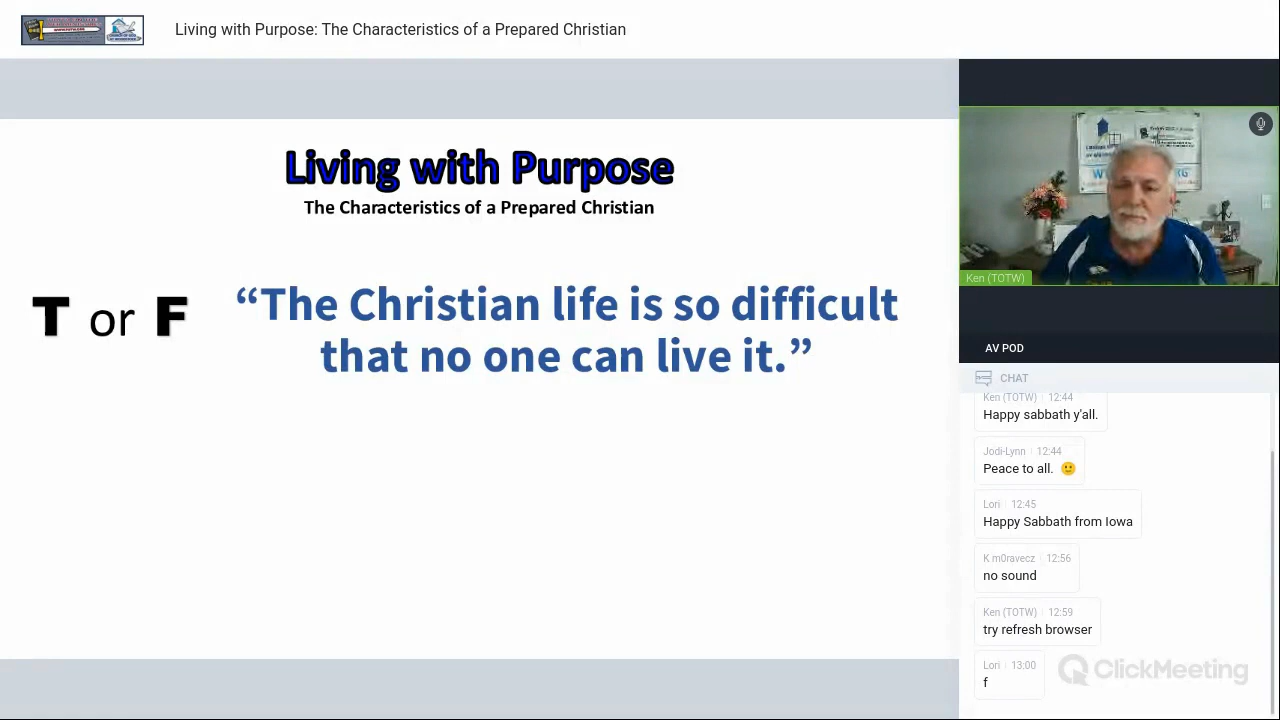 Living with Purpose: The Characteristics of a Prepared Christian
Living with Purpose
The Characteristics of a Prepared Christian
T or F
“The Christian life is so difficult
that no one can live it.”
Ken (TOTW)
AV POD
CHAT
Ken (TOTW) 12:44
Happy sabbath y'all.
Jodi-Lynn 12:44
Peace to all. 🙂
Lori 12:45
Happy Sabbath from Iowa
K m0ravecz 12:56
no sound
Ken (TOTW) 12:59
try refresh browser
Lori 13:00
f
ClickMeeting